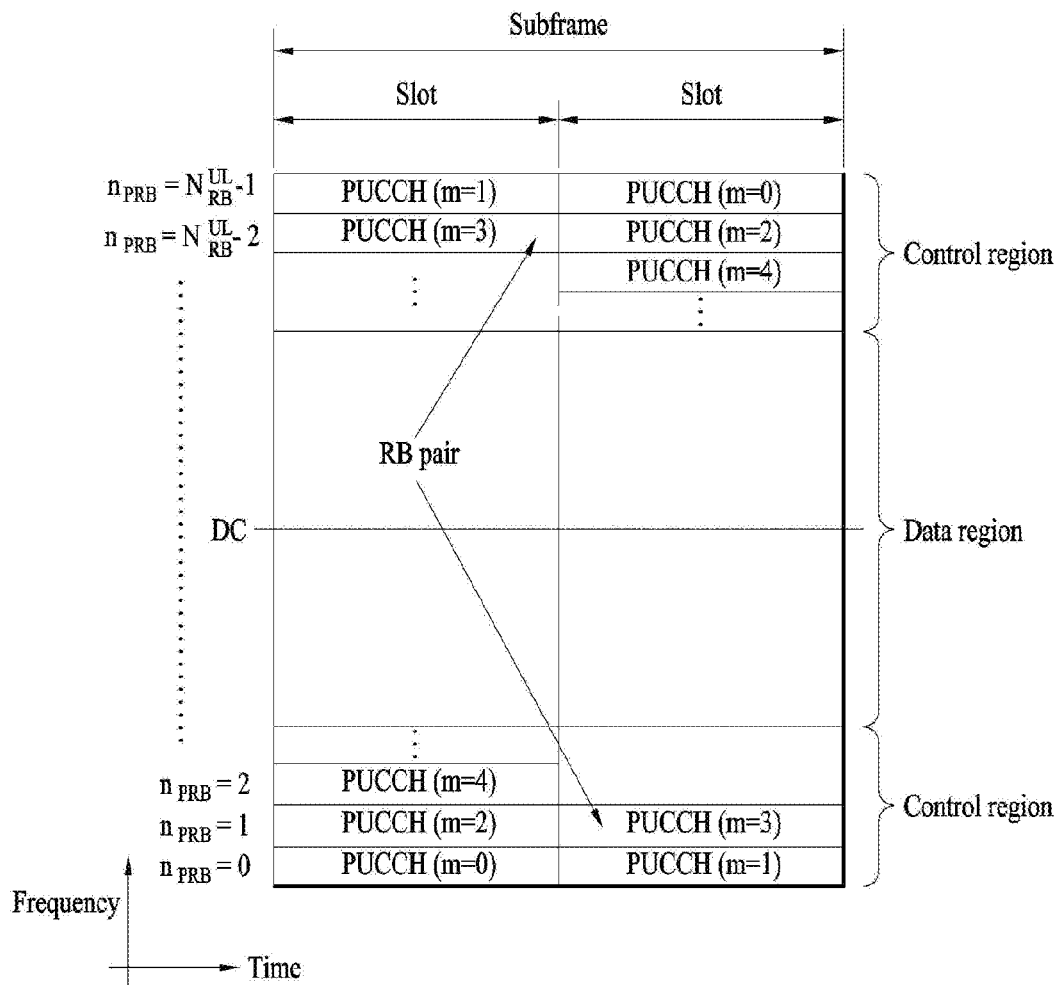 Subframe
Slot Slot
n PRB = N UL RB -1 PUCCH (m=1) PUCCH (m=0)
n PRB = N UL RB - 2 PUCCH (m=3) PUCCH (m=2)
PUCCH (m=4)
Control region
RB pair
DC
Data region
n PRB = 2 PUCCH (m=4)
Control region
n PRB = 1 PUCCH (m=2) PUCCH (m=3)
n PRB = 0 PUCCH (m=0) PUCCH (m=1)
Frequency
Time